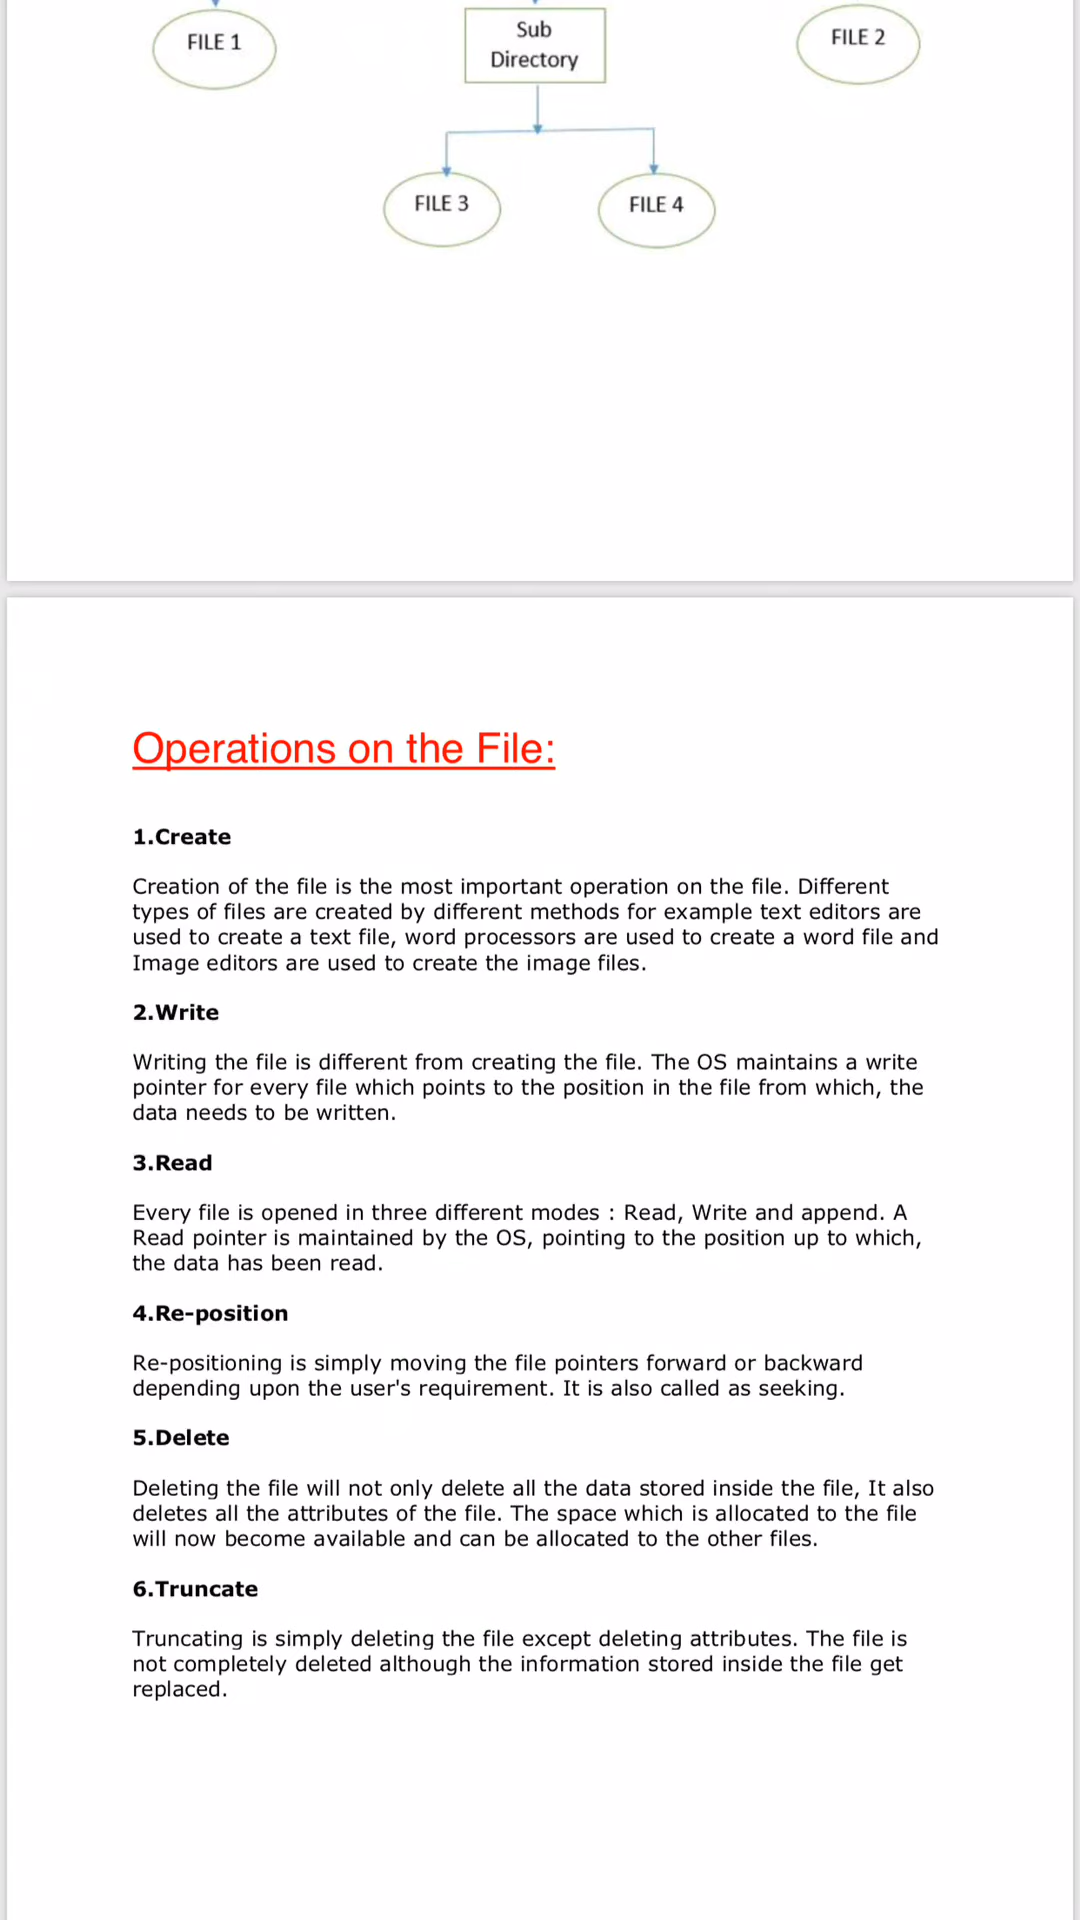 FILE 1
Sub
Directory
FILE 2
FILE 3
FILE 4
Operations on the File:
1.Create
Creation of the file is the most important operation on the file. Different
types of files are created by different methods for example text editors are
used to create a text file, word processors are used to create a word file and
Image editors are used to create the image files.
2.Write
Writing the file is different from creating the file. The OS maintains a write
pointer for every file which points to the position in the file from which, the
data needs to be written.
3.Read
Every file is opened in three different modes : Read, Write and append. A
Read pointer is maintained by the OS, pointing to the position up to which,
the data has been read.
4.Re-position
Re-positioning is simply moving the file pointers forward or backward
depending upon the user's requirement. It is also called as seeking.
5.Delete
Deleting the file will not only delete all the data stored inside the file, It also
deletes all the attributes of the file. The space which is allocated to the file
will now become available and can be allocated to the other files.
6.Truncate
Truncating is simply deleting the file except deleting attributes. The file is
not completely deleted although the information stored inside the file get
replaced.